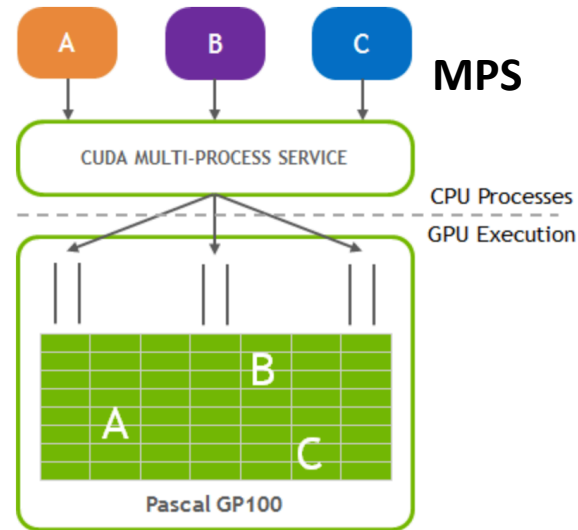 A
B
C
MPS
CUDA MULTI-PROCESS SERVICE
CPU Processes
GPU Execution
B
A
C
Pascal GP100